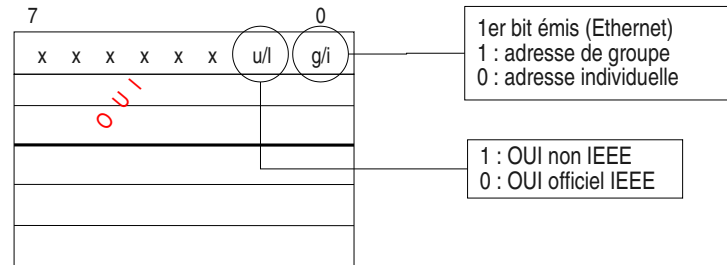 7 0
x x x x x x u/l g/i
O U I
1er bit émis (Ethernet)
1 : adresse de groupe
0 : adresse individuelle
1 : OUI non IEEE
0 : OUI officiel IEEE